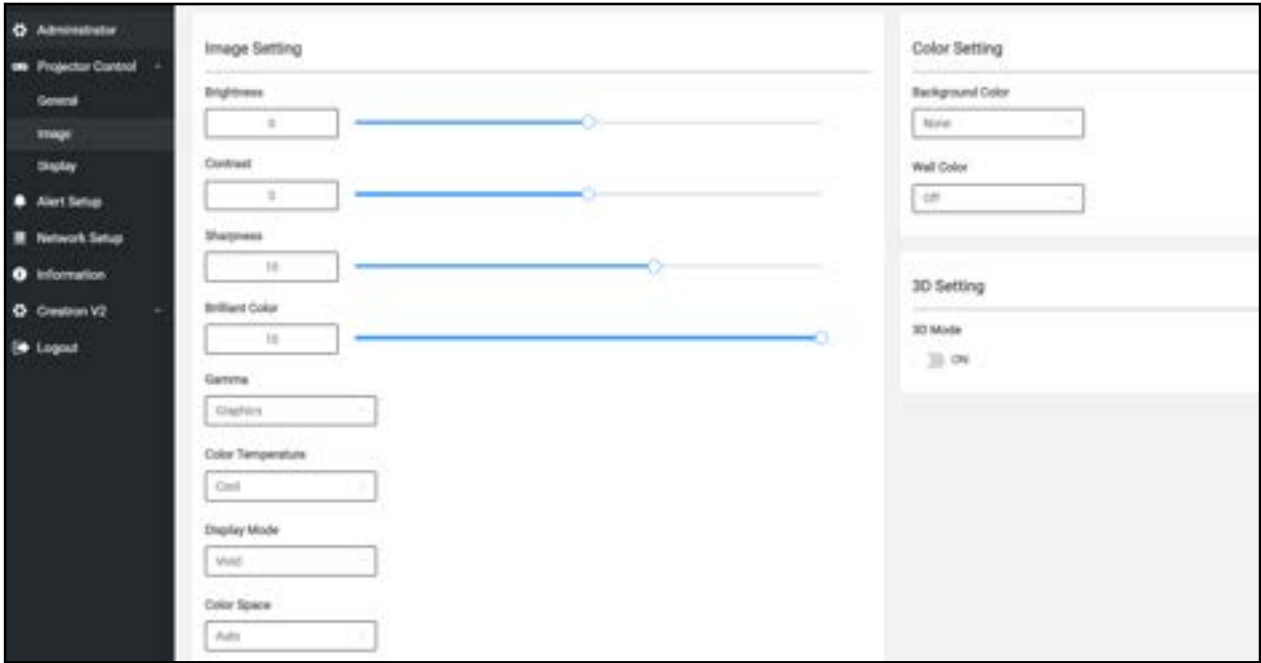 Administrator
Projector Control
General
Image
Display
Alert Setup
Network Setup
Information
Crestron V2
Logout
Image Setting
Brightness
0
Contrast
0
Sharpness
10
Brilliant Color
10
Gamma
Graphics
Color Temperature
Cool
Display Mode
Vivid
Color Space
Auto
Color Setting
Background Color
None
Wall Color
Off
3D Setting
3D Mode
ON